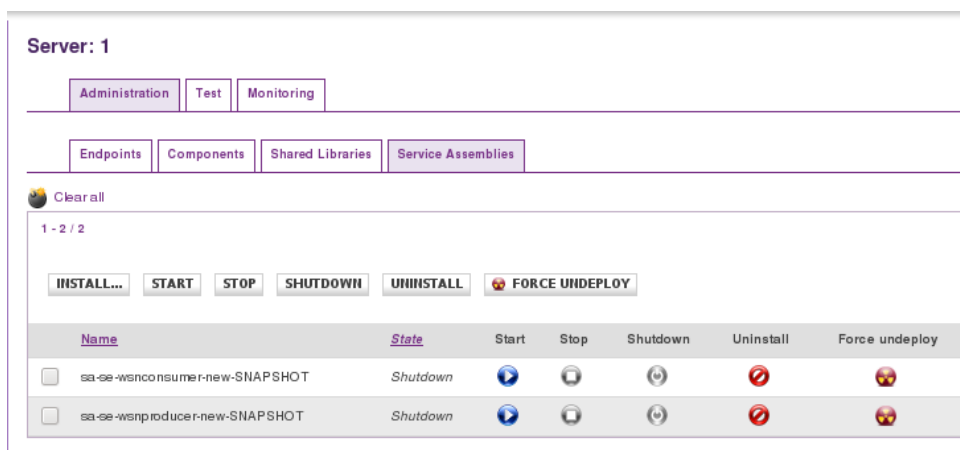 Server: 1
Administration Test Monitoring
Endpoints Components Shared Libraries Service Assemblies
Clear all
1 - 2 / 2
INSTALL... START STOP SHUTDOWN UNINSTALL FORCE UNDEPLOY
Name State Start Stop Shutdown Uninstall Force undeploy
sa-se-wsnconsumer-new-SNAPSHOT Shutdown
sa-se-wsnproducer-new-SNAPSHOT Shutdown